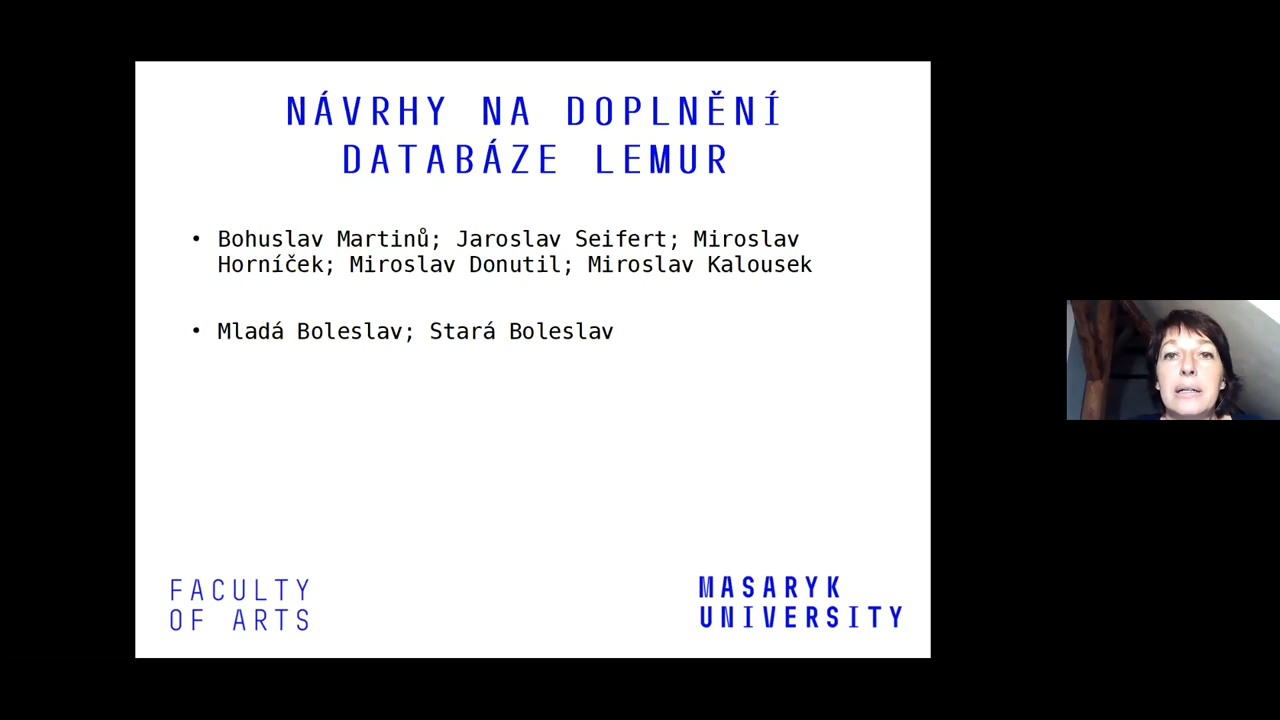 NÁVRHY NA DOPLNĚNÍ
DATABÁZE LEMUR
• Bohuslav Martinů; Jaroslav Seifert; Miroslav
Horníček; Miroslav Donutil; Miroslav Kalousek
• Mladá Boleslav; Stará Boleslav
FACULTY
OF ARTS
MASARYK
UNIVERSITY